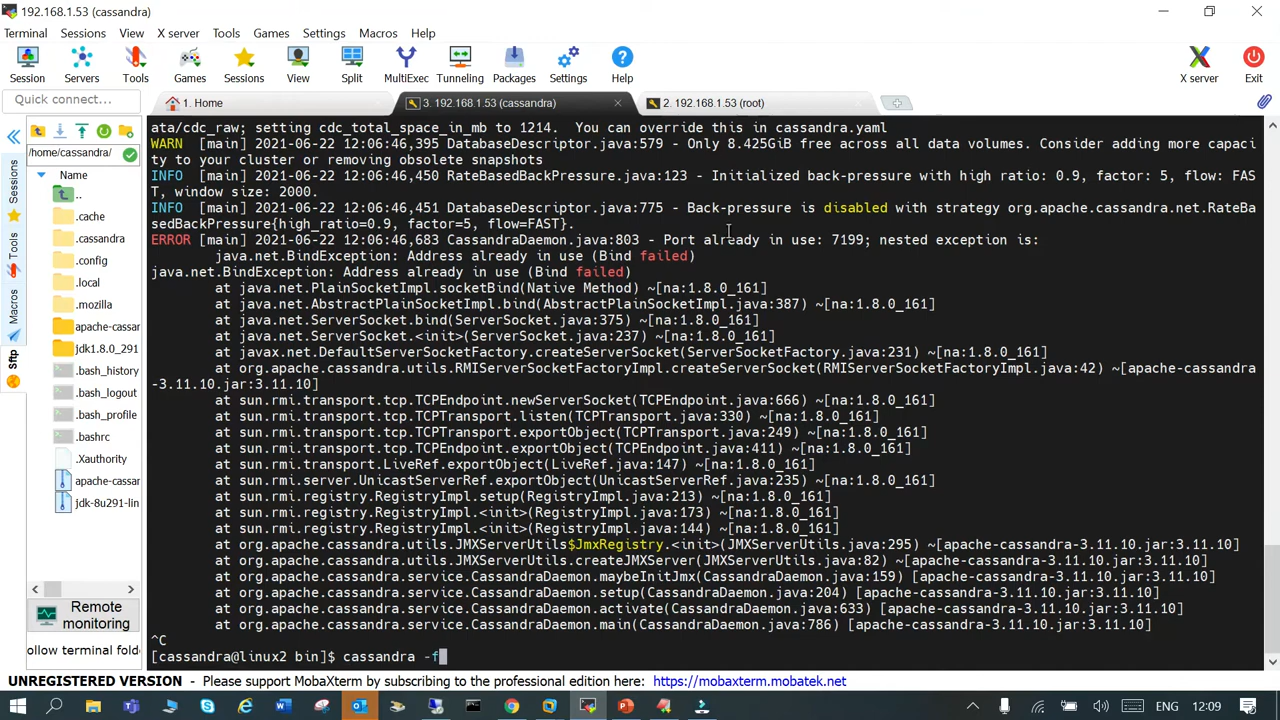 192.168.1.53 (cassandra)
Terminal Sessions View X server Tools Games Settings Macros Help
Session Servers Tools Games Sessions View Split MultiExec Tunneling Packages Settings Help X server Exit
Quick connect...
1. Home
3. 192.168.1.53 (cassandra)
2. 192.168.1.53 (root)
/home/cassandra/
Name
..
.cache
.cassandra
.config
.local
.mozilla
apache-cassan
jdk1.8.0_291
.bash_history
.bash_logout
.bash_profile
.bashrc
.Xauthority
apache-cassan
jdk-8u291-lin
Sessions
Tools
Macros
Sftp
Remote
monitoring
ollow terminal folde
ata/cdc_raw; setting cdc_total_space_in_mb to 1214.  You can override this in cassandra.yaml
WARN  [main] 2021-06-22 12:06:46,395 DatabaseDescriptor.java:579 - Only 8.425GiB free across all data volumes. Consider adding more capaci
ty to your cluster or removing obsolete snapshots
INFO  [main] 2021-06-22 12:06:46,450 RateBasedBackPressure.java:123 - Initialized back-pressure with high ratio: 0.9, factor: 5, flow: FAS
T, window size: 2000.
INFO  [main] 2021-06-22 12:06:46,451 DatabaseDescriptor.java:775 - Back-pressure is disabled with strategy org.apache.cassandra.net.RateBa
sedBackPressure{high_ratio=0.9, factor=5, flow=FAST}.
ERROR [main] 2021-06-22 12:06:46,683 CassandraDaemon.java:803 - Port already in use: 7199; nested exception is:
java.net.BindException: Address already in use (Bind failed)
java.net.BindException: Address already in use (Bind failed)
at java.net.PlainSocketImpl.socketBind(Native Method) ~[na:1.8.0_161]
at java.net.AbstractPlainSocketImpl.bind(AbstractPlainSocketImpl.java:387) ~[na:1.8.0_161]
at java.net.ServerSocket.bind(ServerSocket.java:375) ~[na:1.8.0_161]
at java.net.ServerSocket.<init>(ServerSocket.java:237) ~[na:1.8.0_161]
at javax.net.DefaultServerSocketFactory.createServerSocket(ServerSocketFactory.java:231) ~[na:1.8.0_161]
at org.apache.cassandra.utils.RMIServerSocketFactoryImpl.createServerSocket(RMIServerSocketFactoryImpl.java:42) ~[apache-cassandra
-3.11.10.jar:3.11.10]
at sun.rmi.transport.tcp.TCPEndpoint.newServerSocket(TCPEndpoint.java:666) ~[na:1.8.0_161]
at sun.rmi.transport.tcp.TCPTransport.listen(TCPTransport.java:330) ~[na:1.8.0_161]
at sun.rmi.transport.tcp.TCPTransport.exportObject(TCPTransport.java:249) ~[na:1.8.0_161]
at sun.rmi.transport.tcp.TCPEndpoint.exportObject(TCPEndpoint.java:411) ~[na:1.8.0_161]
at sun.rmi.transport.LiveRef.exportObject(LiveRef.java:147) ~[na:1.8.0_161]
at sun.rmi.server.UnicastServerRef.exportObject(UnicastServerRef.java:235) ~[na:1.8.0_161]
at sun.rmi.registry.RegistryImpl.setup(RegistryImpl.java:213) ~[na:1.8.0_161]
at sun.rmi.registry.RegistryImpl.<init>(RegistryImpl.java:173) ~[na:1.8.0_161]
at sun.rmi.registry.RegistryImpl.<init>(RegistryImpl.java:144) ~[na:1.8.0_161]
at org.apache.cassandra.utils.JMXServerUtils$JmxRegistry.<init>(JMXServerUtils.java:295) ~[apache-cassandra-3.11.10.jar:3.11.10]
at org.apache.cassandra.utils.JMXServerUtils.createJMXServer(JMXServerUtils.java:82) ~[apache-cassandra-3.11.10.jar:3.11.10]
at org.apache.cassandra.service.CassandraDaemon.maybeInitJmx(CassandraDaemon.java:159) [apache-cassandra-3.11.10.jar:3.11.10]
at org.apache.cassandra.service.CassandraDaemon.setup(CassandraDaemon.java:204) [apache-cassandra-3.11.10.jar:3.11.10]
at org.apache.cassandra.service.CassandraDaemon.activate(CassandraDaemon.java:633) [apache-cassandra-3.11.10.jar:3.11.10]
at org.apache.cassandra.service.CassandraDaemon.main(CassandraDaemon.java:786) [apache-cassandra-3.11.10.jar:3.11.10]
^C
[cassandra@linux2 bin]$ cassandra -f
UNREGISTERED VERSION - Please support MobaXterm by subscribing to the professional edition here: https://mobaxterm.mobatek.net
ENG 12:09